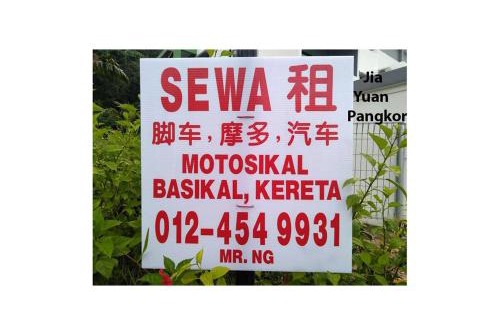 SEWA 租
脚车,摩多,汽车
MOTOSIKAL
BASIKAL, KERETA
012-454 9931
MR. NG
Jia
Yuan
Pangkor